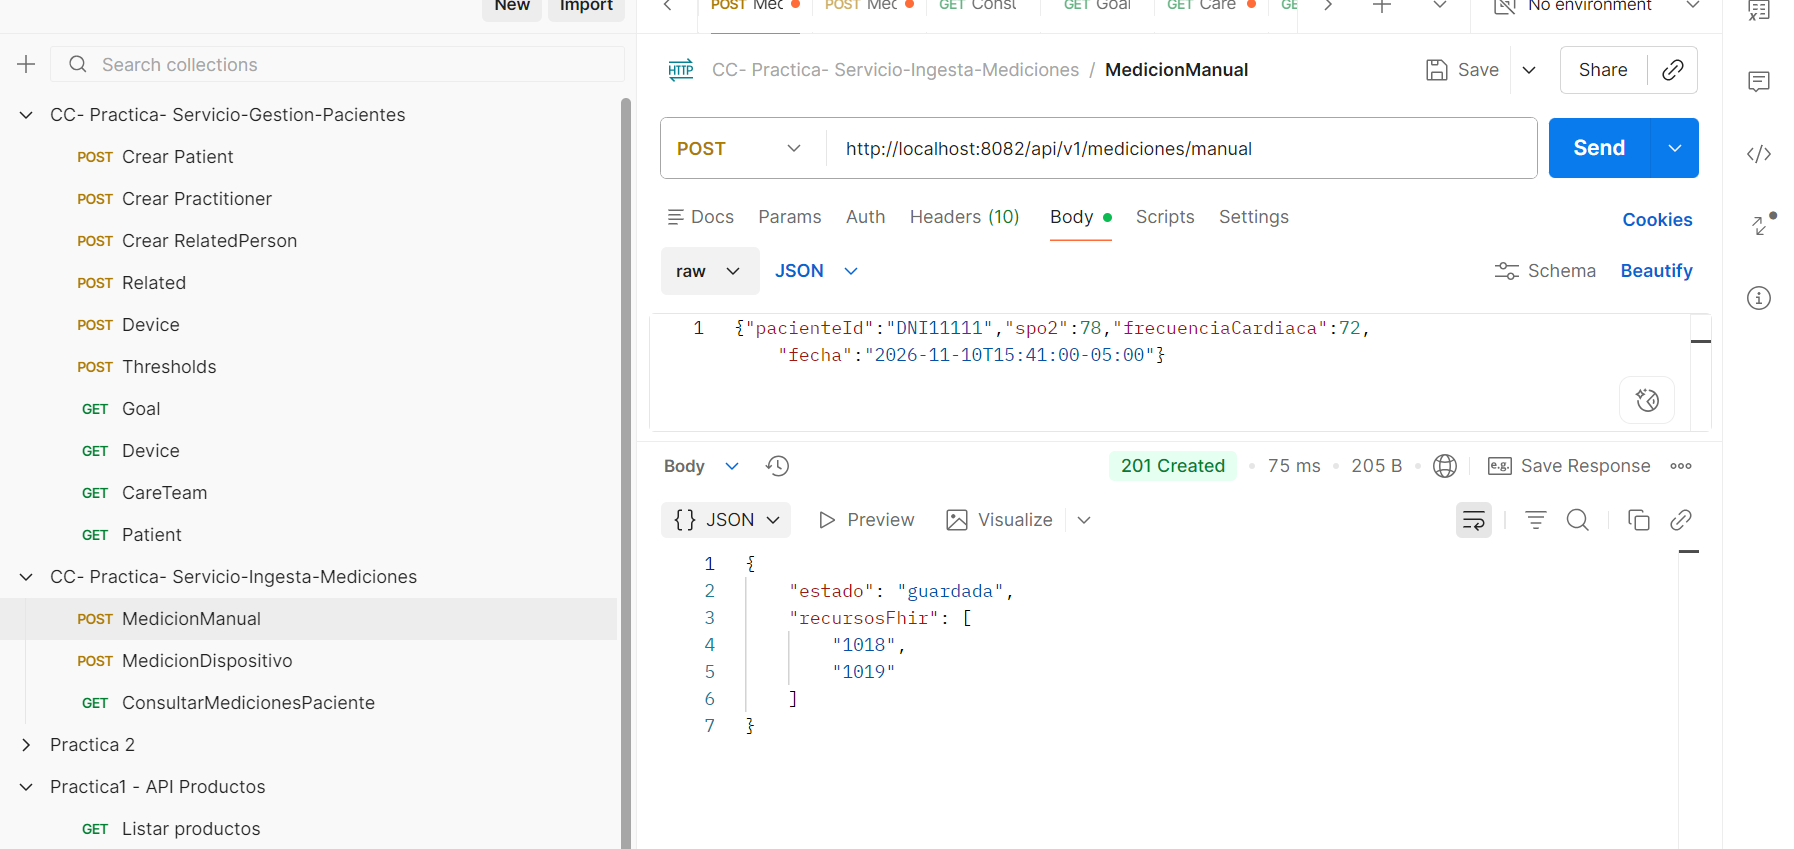 New
Import
Search collections
CC- Practica- Servicio-Gestion-Pacientes
POST Crear Patient
POST Crear Practitioner
POST Crear RelatedPerson
POST Related
POST Device
POST Thresholds
GET Goal
GET Device
GET CareTeam
GET Patient
CC- Practica- Servicio-Ingesta-Mediciones
POST MedicionManual
POST MedicionDispositivo
GET ConsultarMedicionesPaciente
Practica 2
Practica1 - API Productos
GET Listar productos
POST Mec POST Mec GET Const GET Goal GET Care GE No environment
HTTP CC- Practica- Servicio-Ingesta-Mediciones / MedicionManual Save Share
POST http://localhost:8082/api/v1/mediciones/manual Send
Docs Params Auth Headers (10) Body Scripts Settings Cookies
raw JSON Schema Beautify
1 {"pacienteId":"DNI11111","spo2":78,"frecuenciaCardiaca":72,
"fecha":"2026-11-10T15:41:00-05:00"}
Body 201 Created 75 ms 205 B e.g. Save Response
{} JSON Preview Visualize
1 {
2 "estado": "guardada",
3 "recursosFhir": [
4 "1018",
5 "1019"
6 ]
7 }